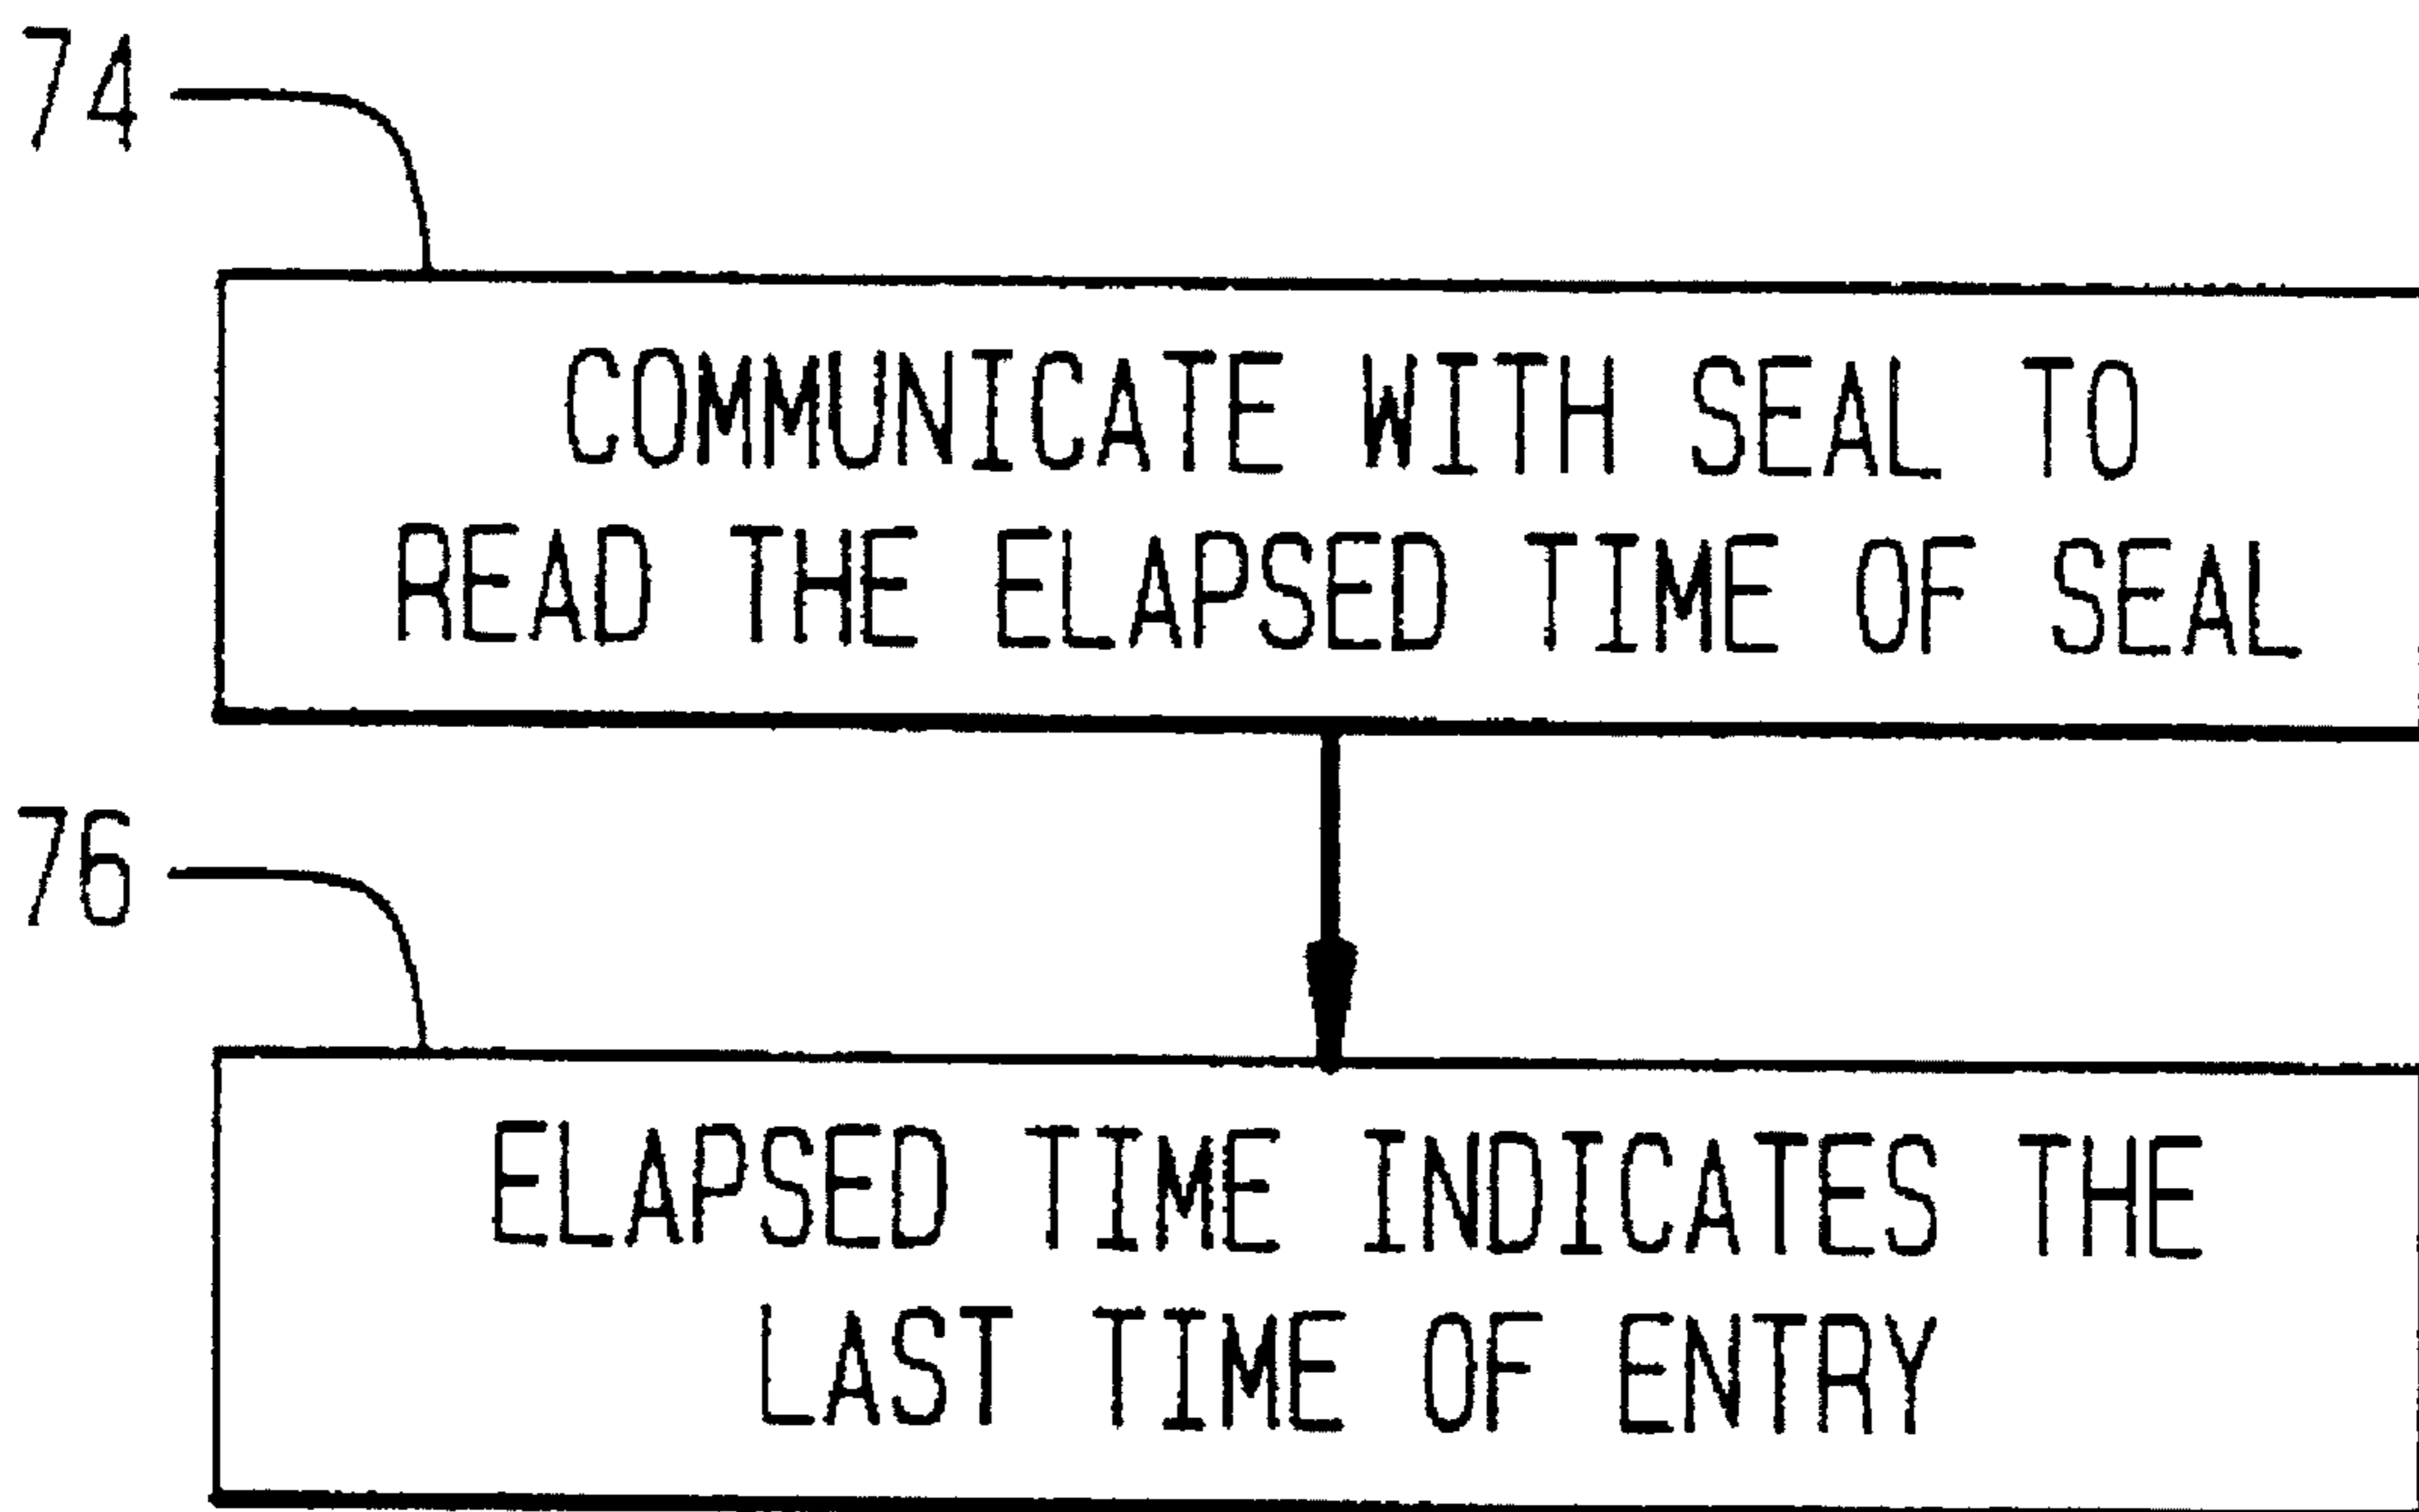 74
COMMUNICATE WITH SEAL TO
READ THE ELAPSED TIME OF SEAL
76
ELAPSED TIME INDICATES THE
LAST TIME OF ENTRY